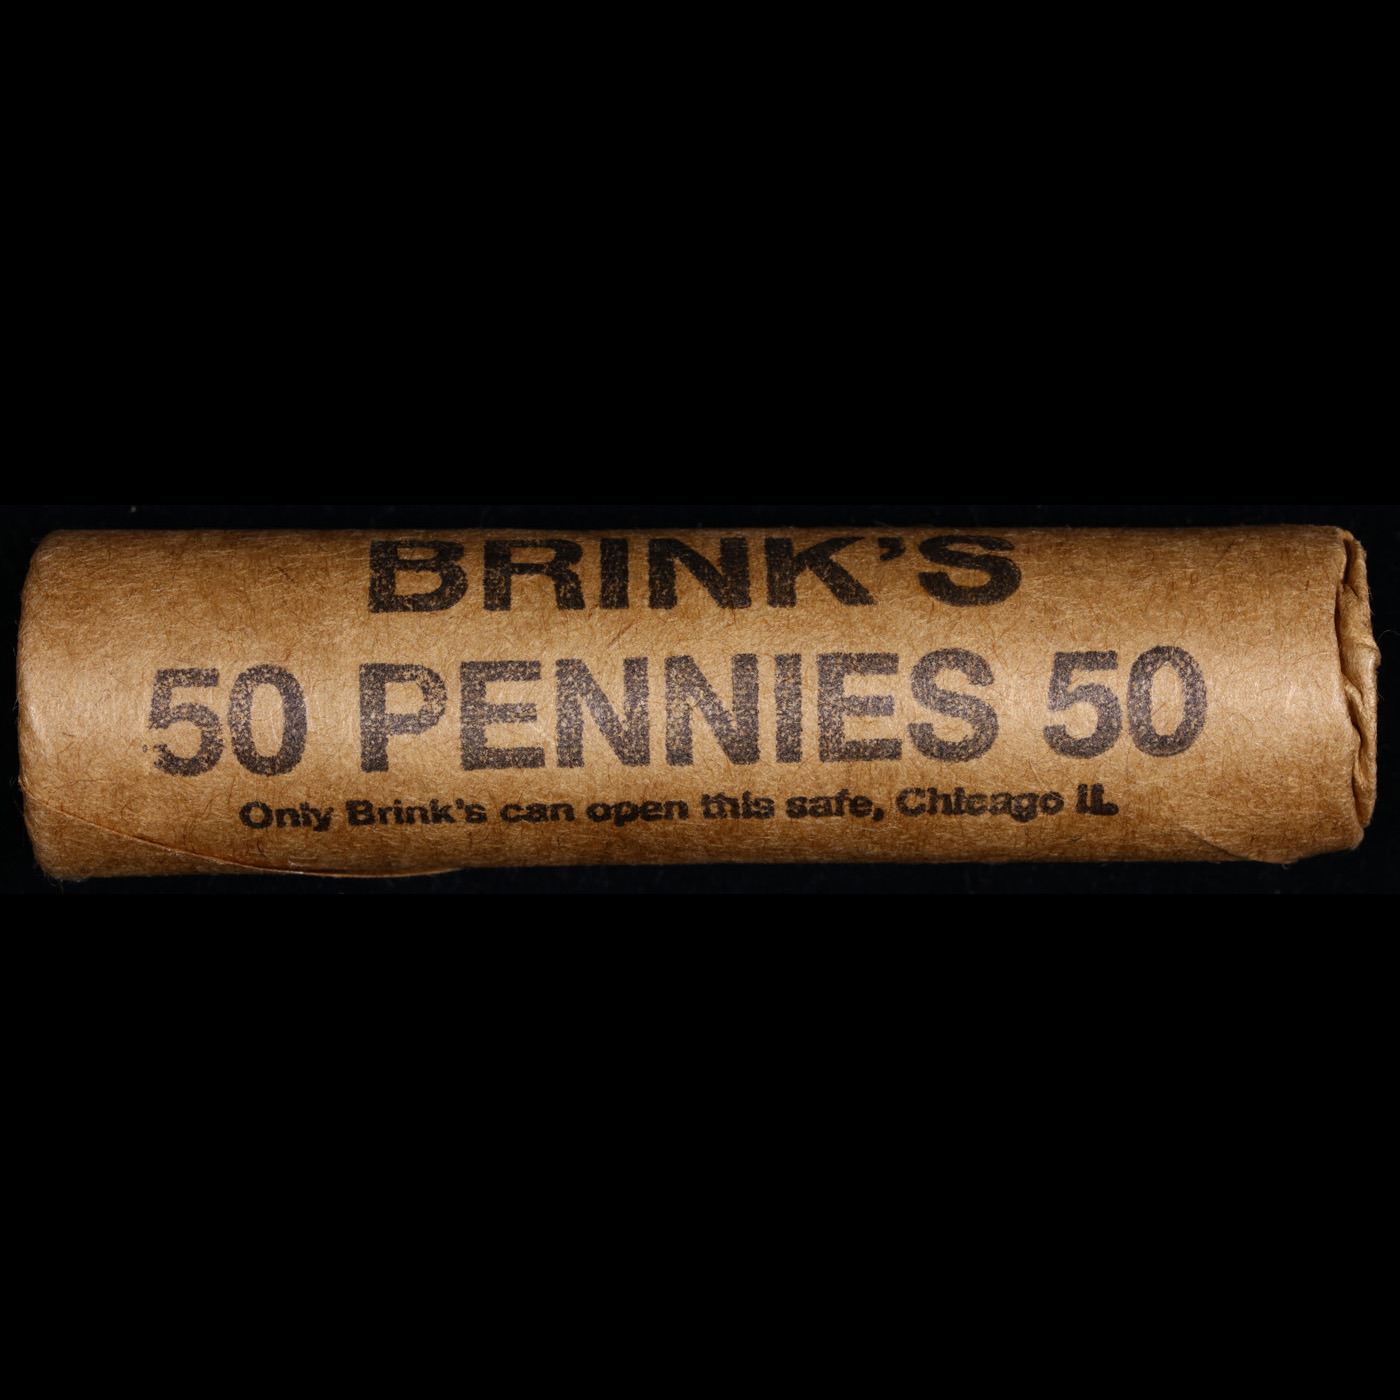 BRINK'S
50 PENNIES 50
Only Brink's can open this safe, Chicago IL